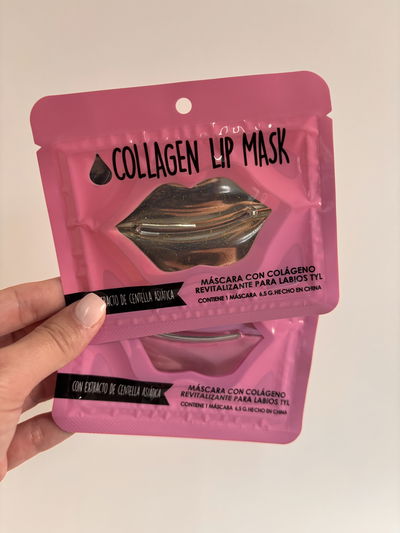 COLLAGEN LIP MASK
EXTRACTO DE CENTELLA ASIÁTICA
MÁSCARA CON COLÁGENO
REVITALIZANTE PARA LABIOS TYL
CONTIENE 1 MÁSCARA 6.5 G.HECHO EN CHINA
CON EXTRACTO DE CENTELLA ASIÁTICA
MÁSCARA CON COLÁGENO
REVITALIZANTE PARA LABIOS TYL
CONTIENE 1 MÁSCARA 6.5 G.HECHO EN CHINA